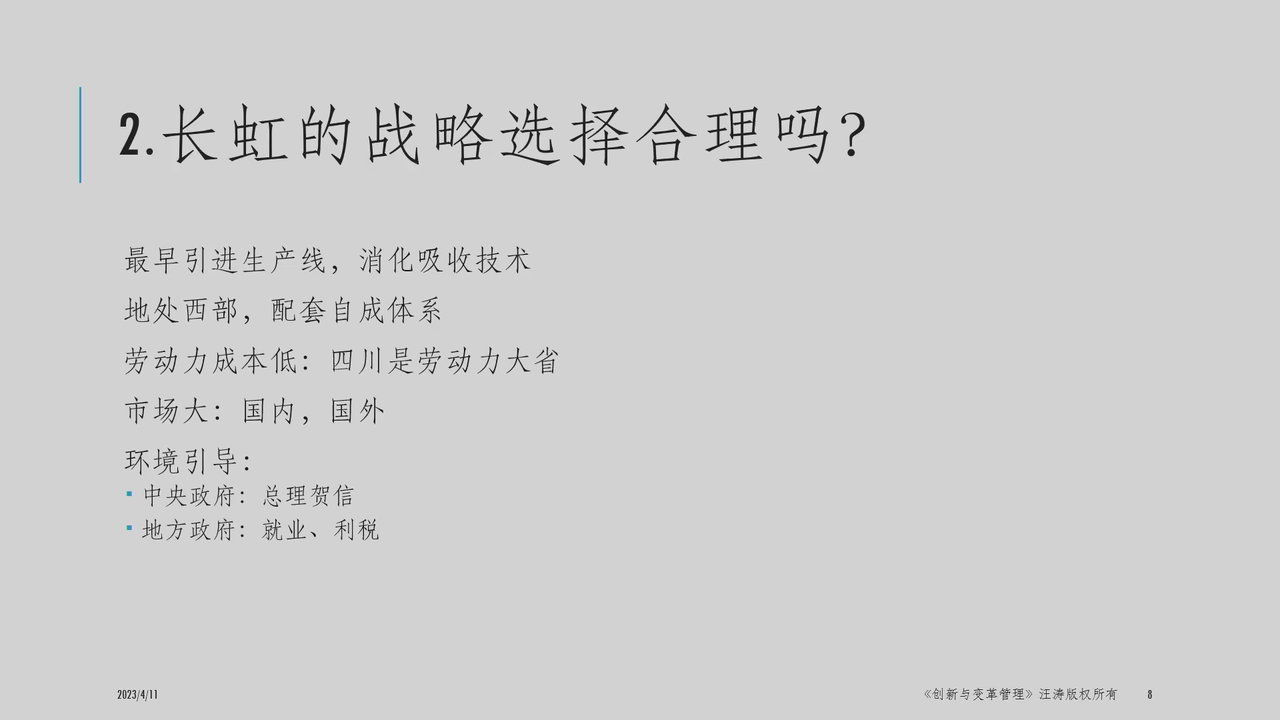 2.长虹的战略选择合理吗?
最早引进生产线，消化吸收技术
地处西部，配套自成体系
劳动力成本低：四川是劳动力大省
市场大：国内，国外
环境引导：
中央政府：总理贺信
地方政府：就业、利税
2023/4/11
《创新与变革管理》汪涛版权所有
8